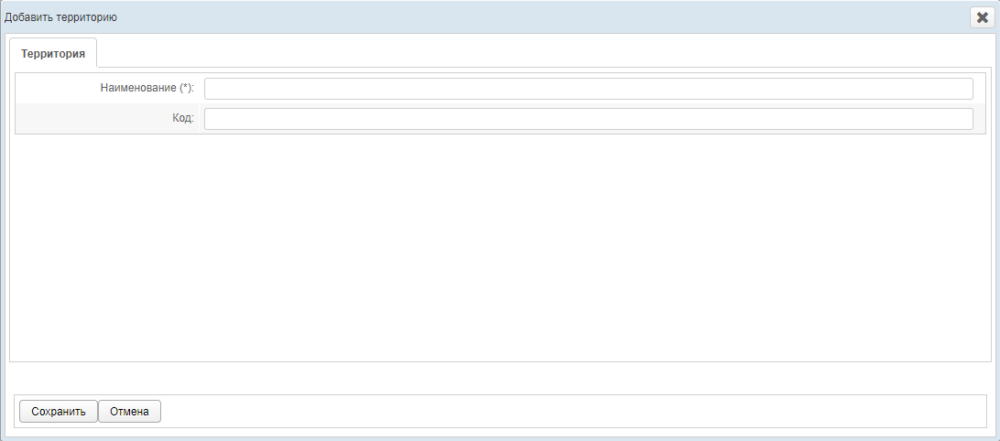 Добавить территорию
Территория
Наименование (*):
Код:
Сохранить Отмена